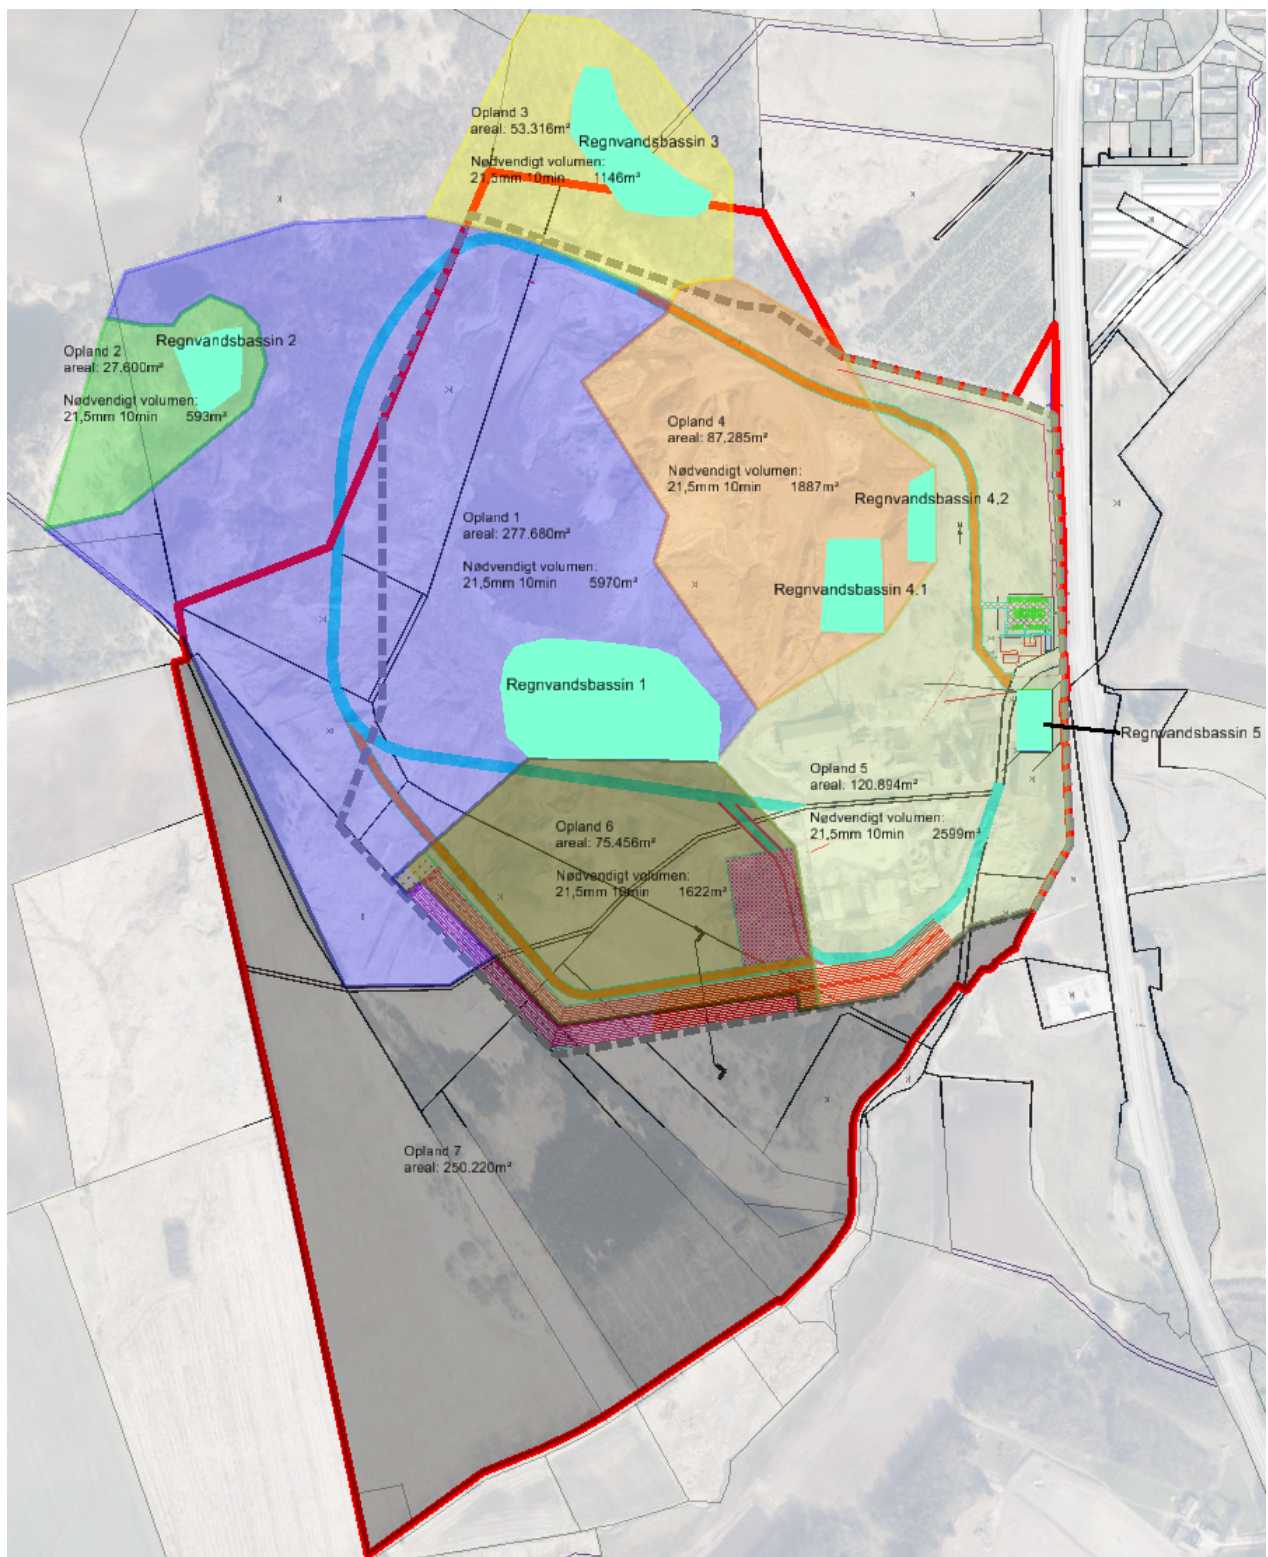 Opland 3
areal: 53.316m²
Regnvandsbassin 3
Nødvendigt volumen:
21,5mm 10min 1146m³
Regnvandsbassin 2
Opland 2
areal: 27.600m²
Nødvendigt volumen:
21,5mm 10min 593m³
Opland 4
areal: 87.285m²
Nødvendigt volumen:
21,5mm 10min 1887m³
Regnvandsbassin 4.2
Opland 1
areal: 277.680m²
Nødvendigt volumen:
21,5mm 10min 5970m³
Regnvandsbassin 4.1
Regnvandsbassin 1
Regnvandsbassin 5
Opland 5
areal: 120.894m²
Nødvendigt volumen:
21,5mm 10min 2599m³
Opland 6
areal: 75.456m²
Nødvendigt volumen:
21,5mm 10min 1622m³
Opland 7
areal: 250.220m²